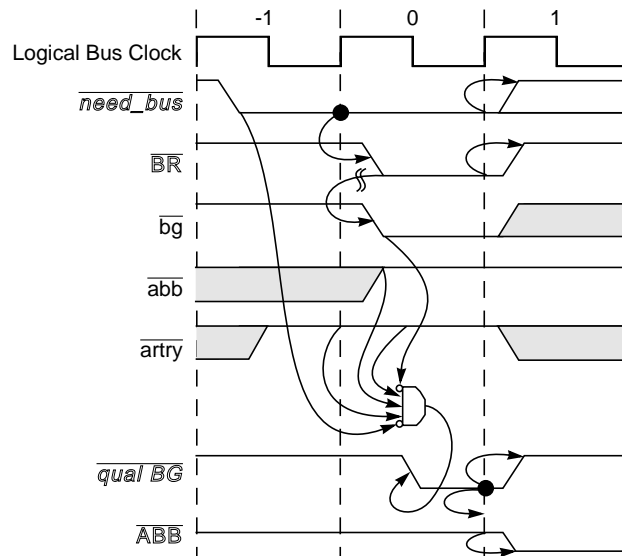 -1 0 1
Logical Bus Clock
need_bus
BR
bg
abb
artry
qual BG
ABB